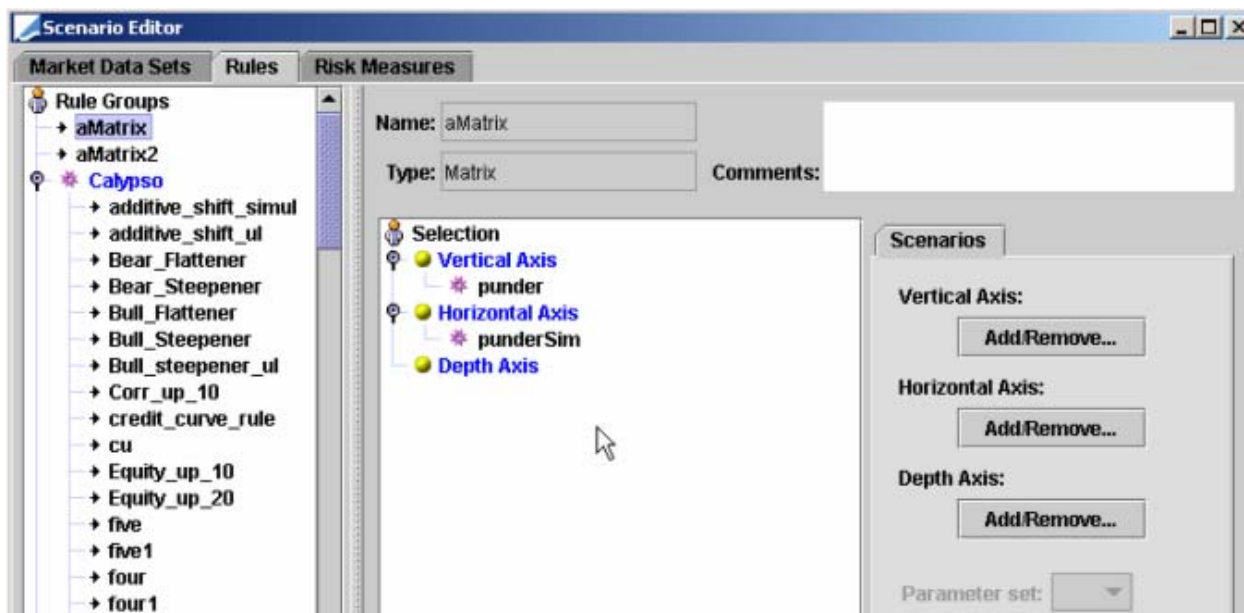 Scenario Editor
Market Data Sets Rules Risk Measures
Rule Groups
aMatrix
aMatrix2
Calypso
additive_shift_simul
additive_shift_ul
Bear_Flattener
Bear_Steepener
Bull_Flattener
Bull_Steepener
Bull_steepener_ul
Corr_up_10
credit_curve_rule
cu
Equity_up_10
Equity_up_20
five
five1
four
four1
Name: aMatrix
Type: Matrix
Comments:
Selection
Vertical Axis
punder
Horizontal Axis
punderSim
Depth Axis
Scenarios
Vertical Axis:
Add/Remove...
Horizontal Axis:
Add/Remove...
Depth Axis:
Add/Remove...
Parameter set: